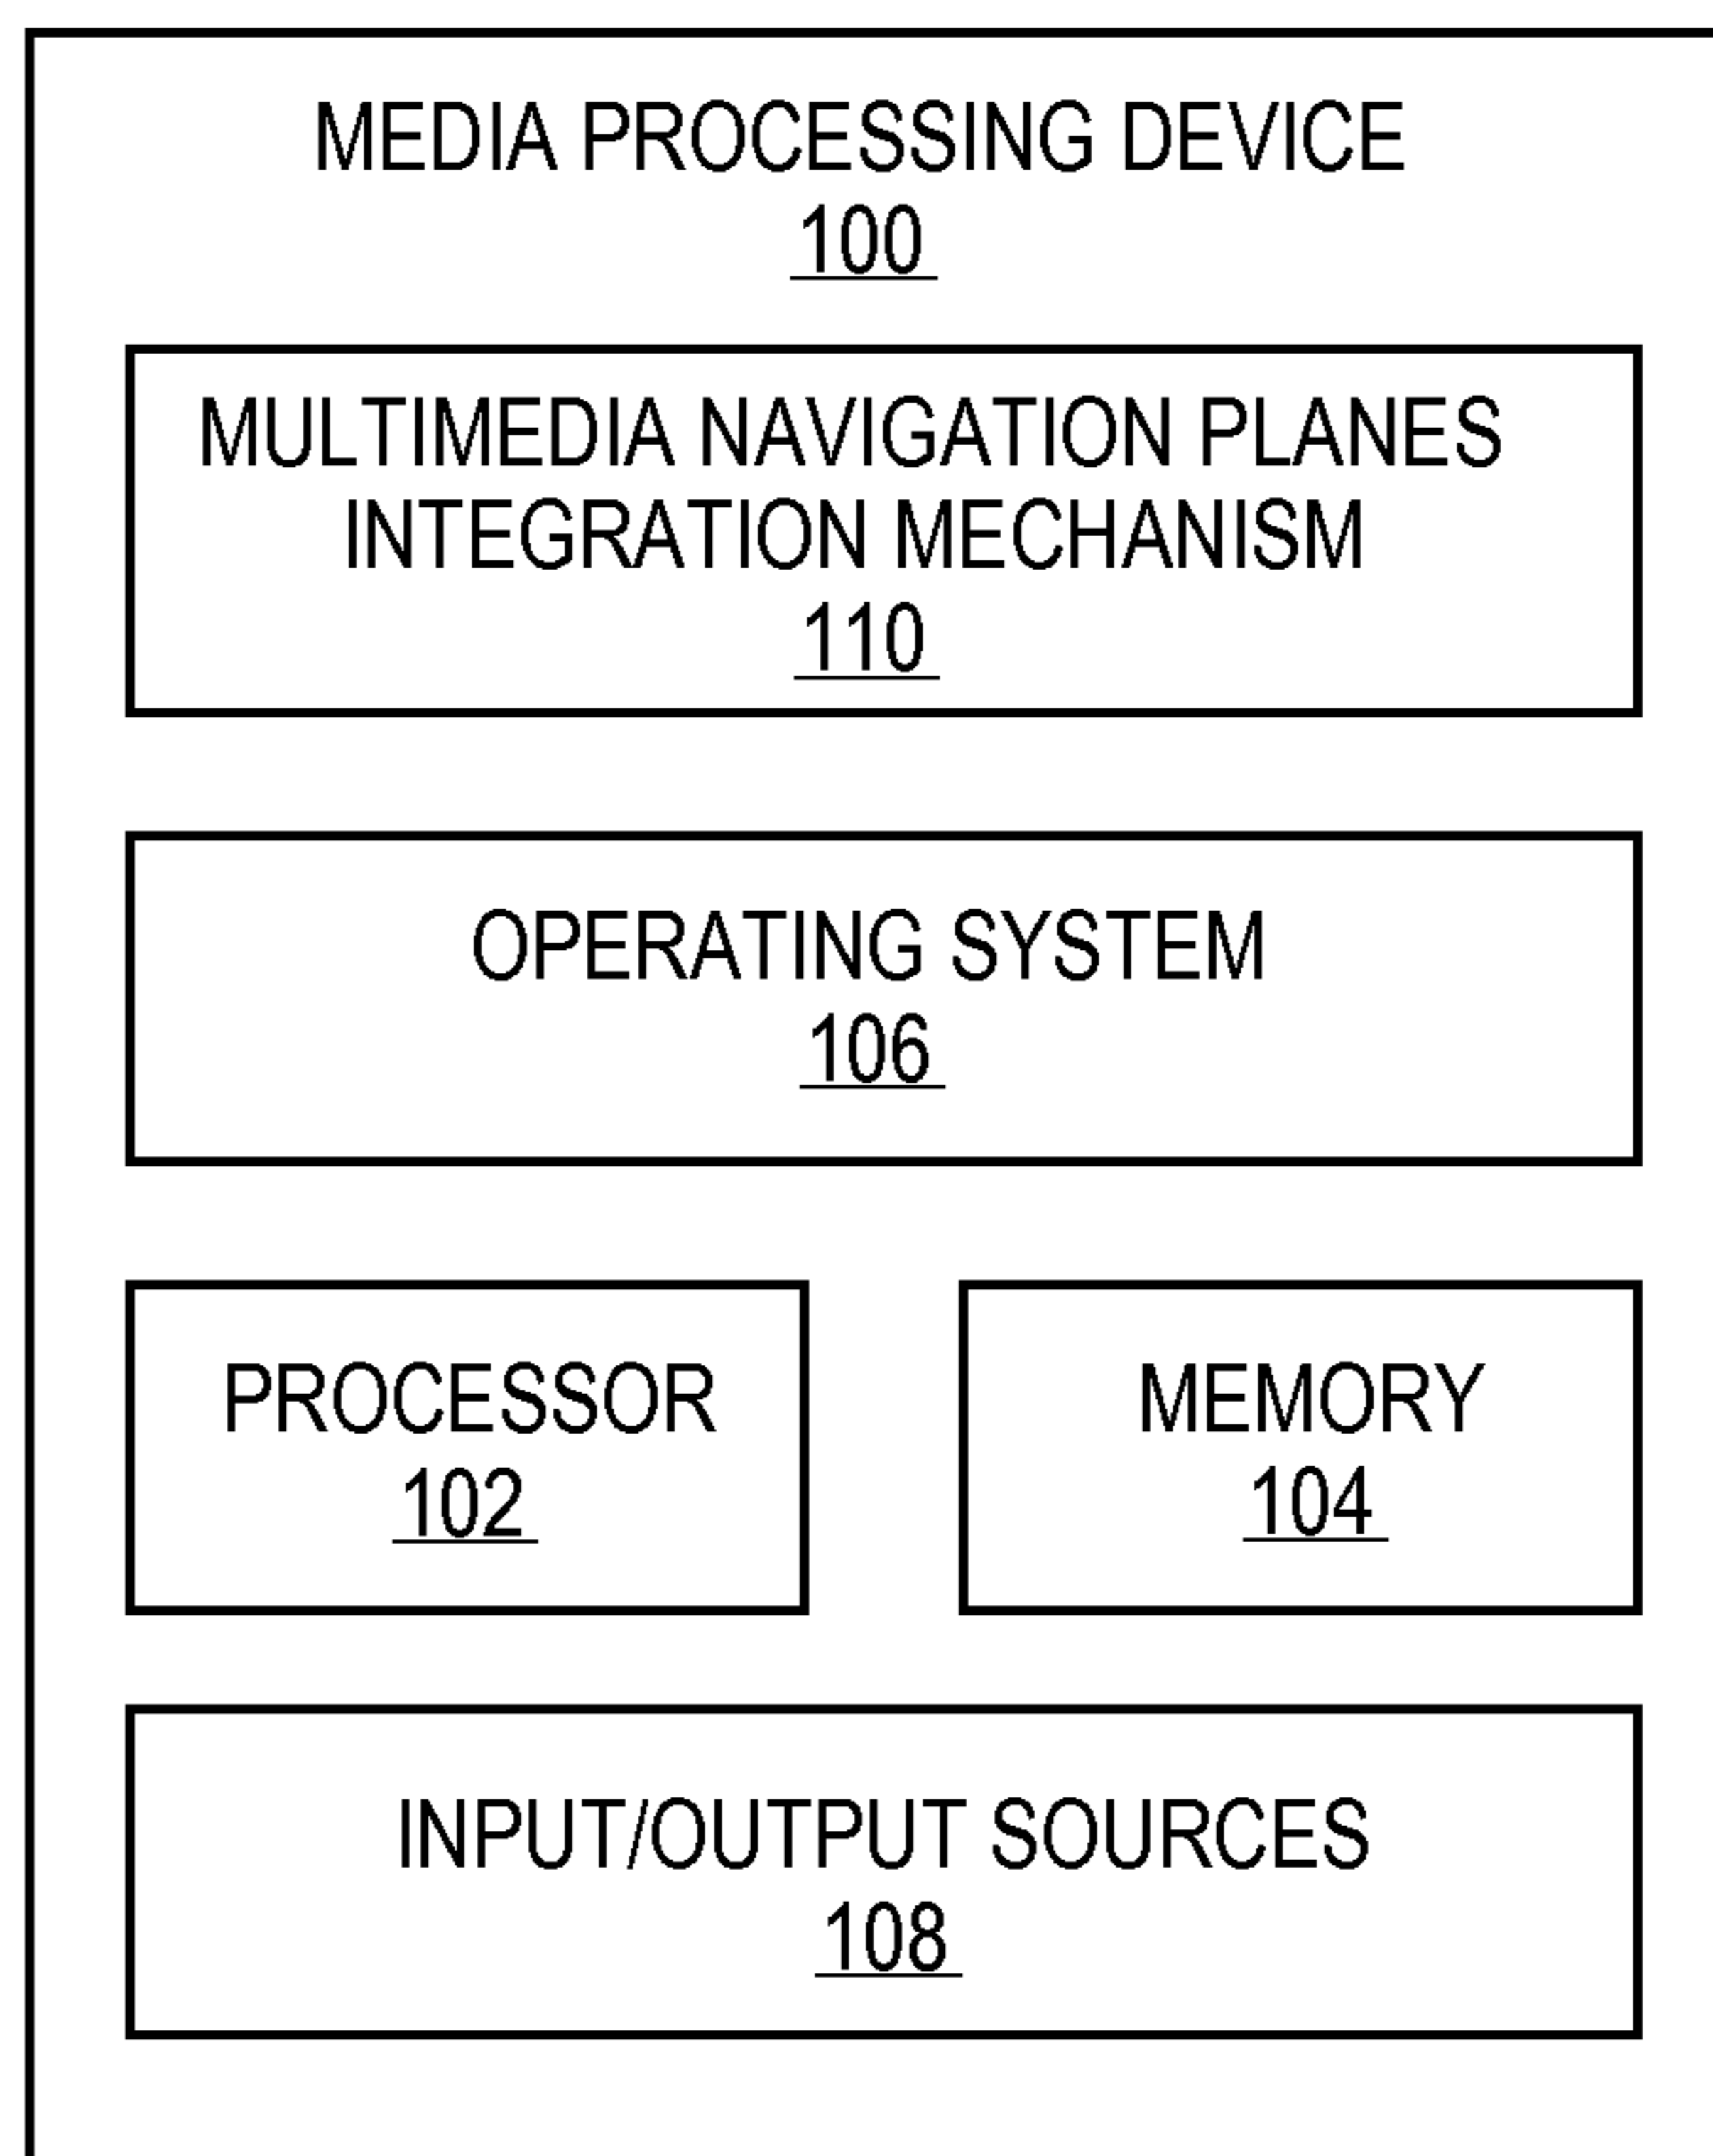 MEDIA PROCESSING DEVICE
100
MULTIMEDIA NAVIGATION PLANES
INTEGRATION MECHANISM
110
OPERATING SYSTEM
106
PROCESSOR
102
MEMORY
104
INPUT/OUTPUT SOURCES
108